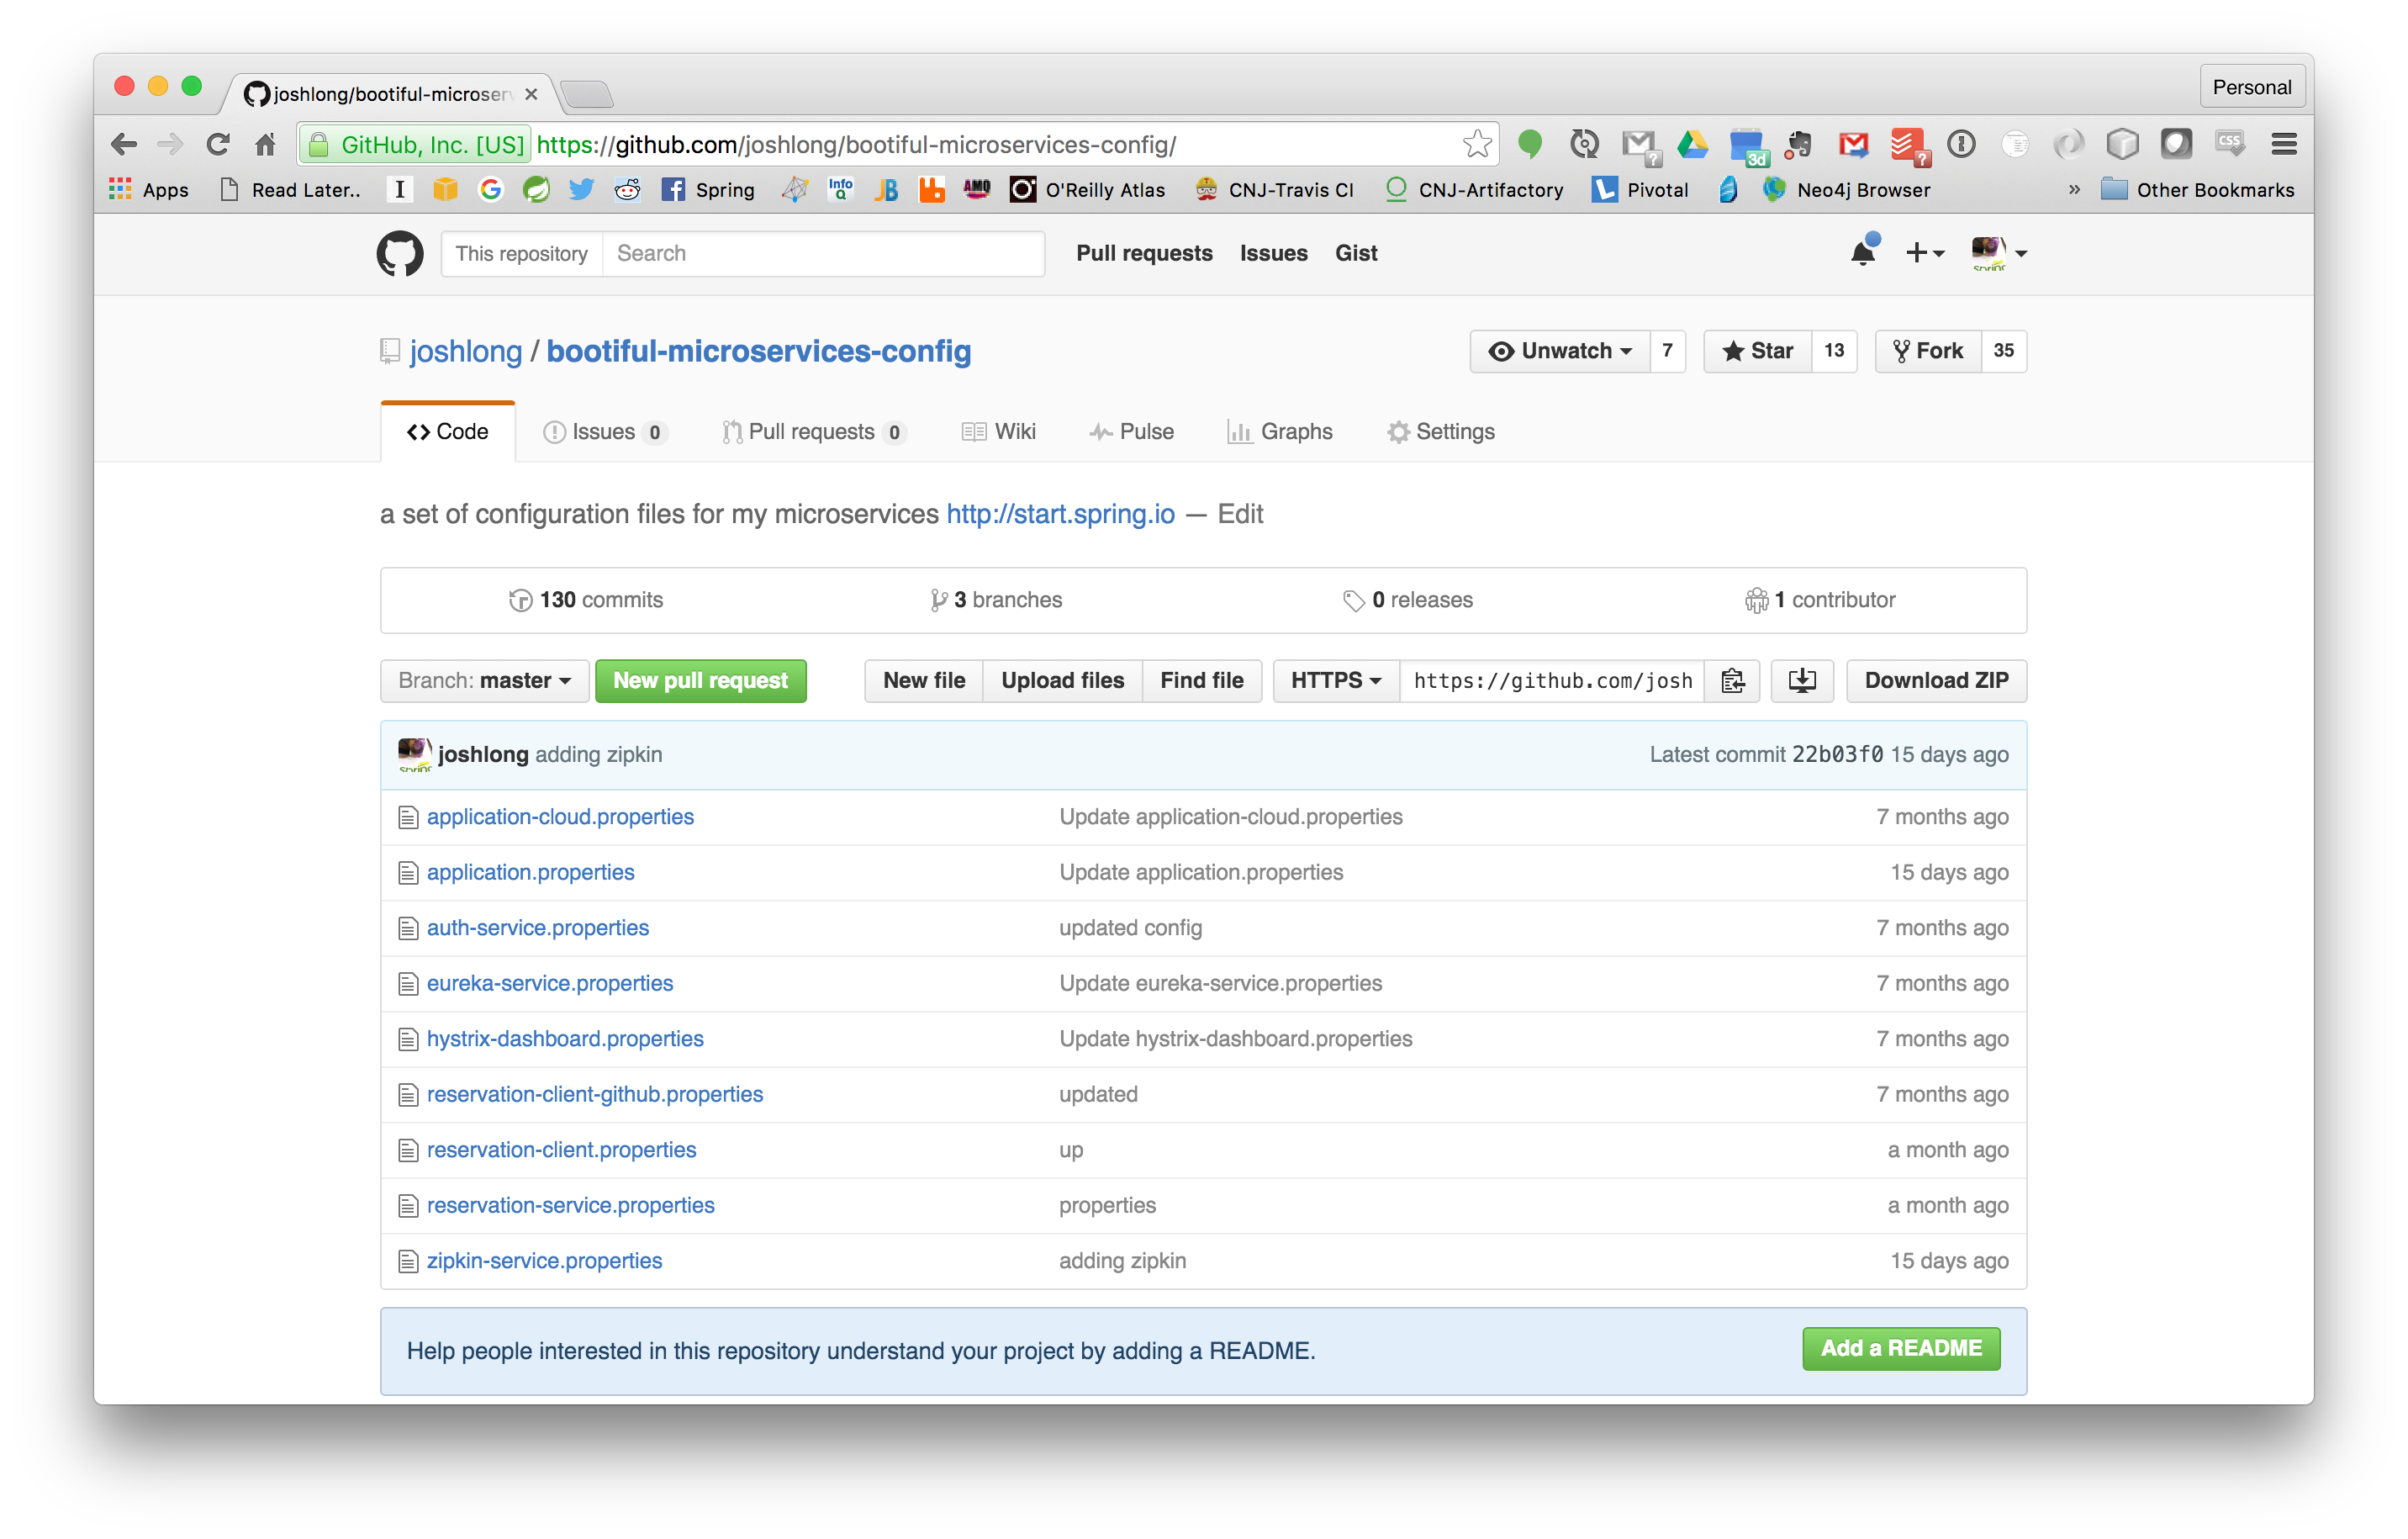 joshlong/bootiful-microser
Personal
GitHub, Inc. [US] https://github.com/joshlong/bootiful-microservices-config/
Apps Read Later.. Spring O'Reilly Atlas CNJ-Travis CI CNJ-Artifactory Pivotal Neo4j Browser » Other Bookmarks
This repository Search Pull requests Issues Gist
joshlong / bootiful-microservices-config
Unwatch 7 Star 13 Fork 35
Code Issues 0 Pull requests 0 Wiki Pulse Graphs Settings
a set of configuration files for my microservices http://start.spring.io — Edit
130 commits 3 branches 0 releases 1 contributor
Branch: master New pull request New file Upload files Find file HTTPS https://github.com/josh Download ZIP
joshlong adding zipkin Latest commit 22b03f0 15 days ago
application-cloud.properties Update application-cloud.properties 7 months ago
application.properties Update application.properties 15 days ago
auth-service.properties updated config 7 months ago
eureka-service.properties Update eureka-service.properties 7 months ago
hystrix-dashboard.properties Update hystrix-dashboard.properties 7 months ago
reservation-client-github.properties updated 7 months ago
reservation-client.properties up a month ago
reservation-service.properties properties a month ago
zipkin-service.properties adding zipkin 15 days ago
Help people interested in this repository understand your project by adding a README. Add a README